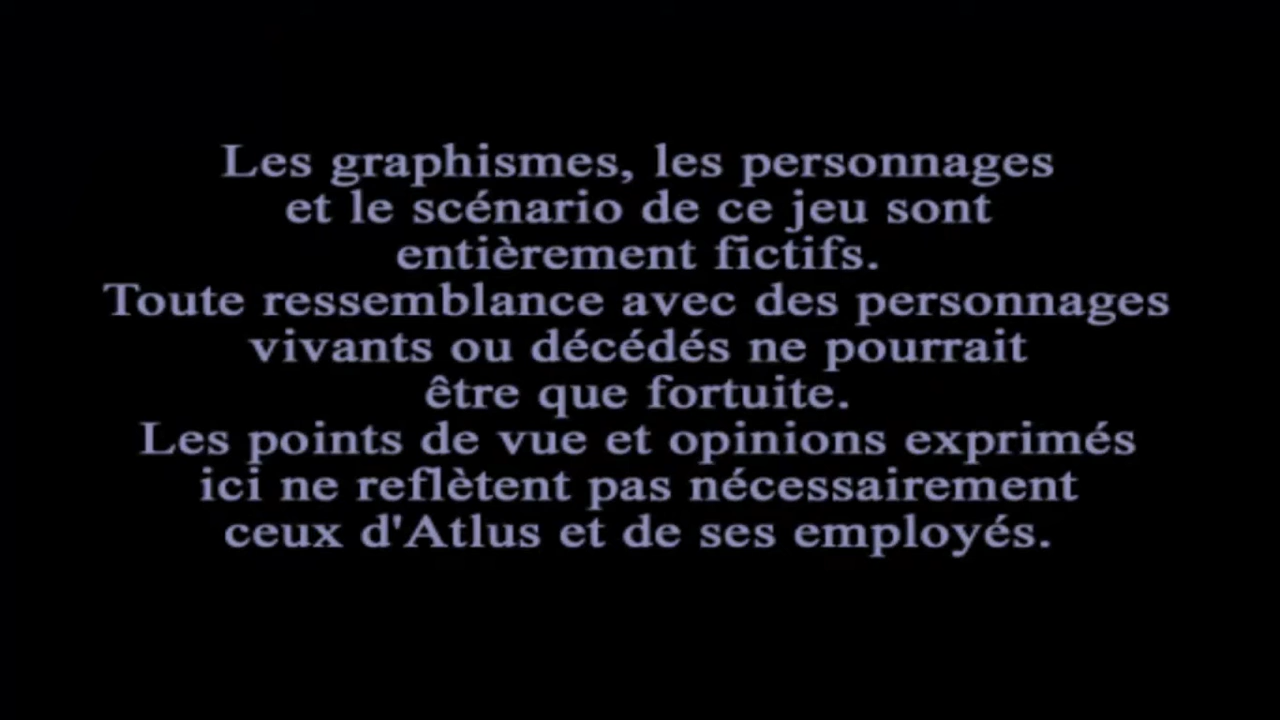 Les graphismes, les personnages
et le scénario de ce jeu sont
entièrement fictifs.
Toute ressemblance avec des personnages
vivants ou décédés ne pourrait
être que fortuite.
Les points de vue et opinions exprimés
ici ne reflètent pas nécessairement
ceux d'Atlus et de ses employés.